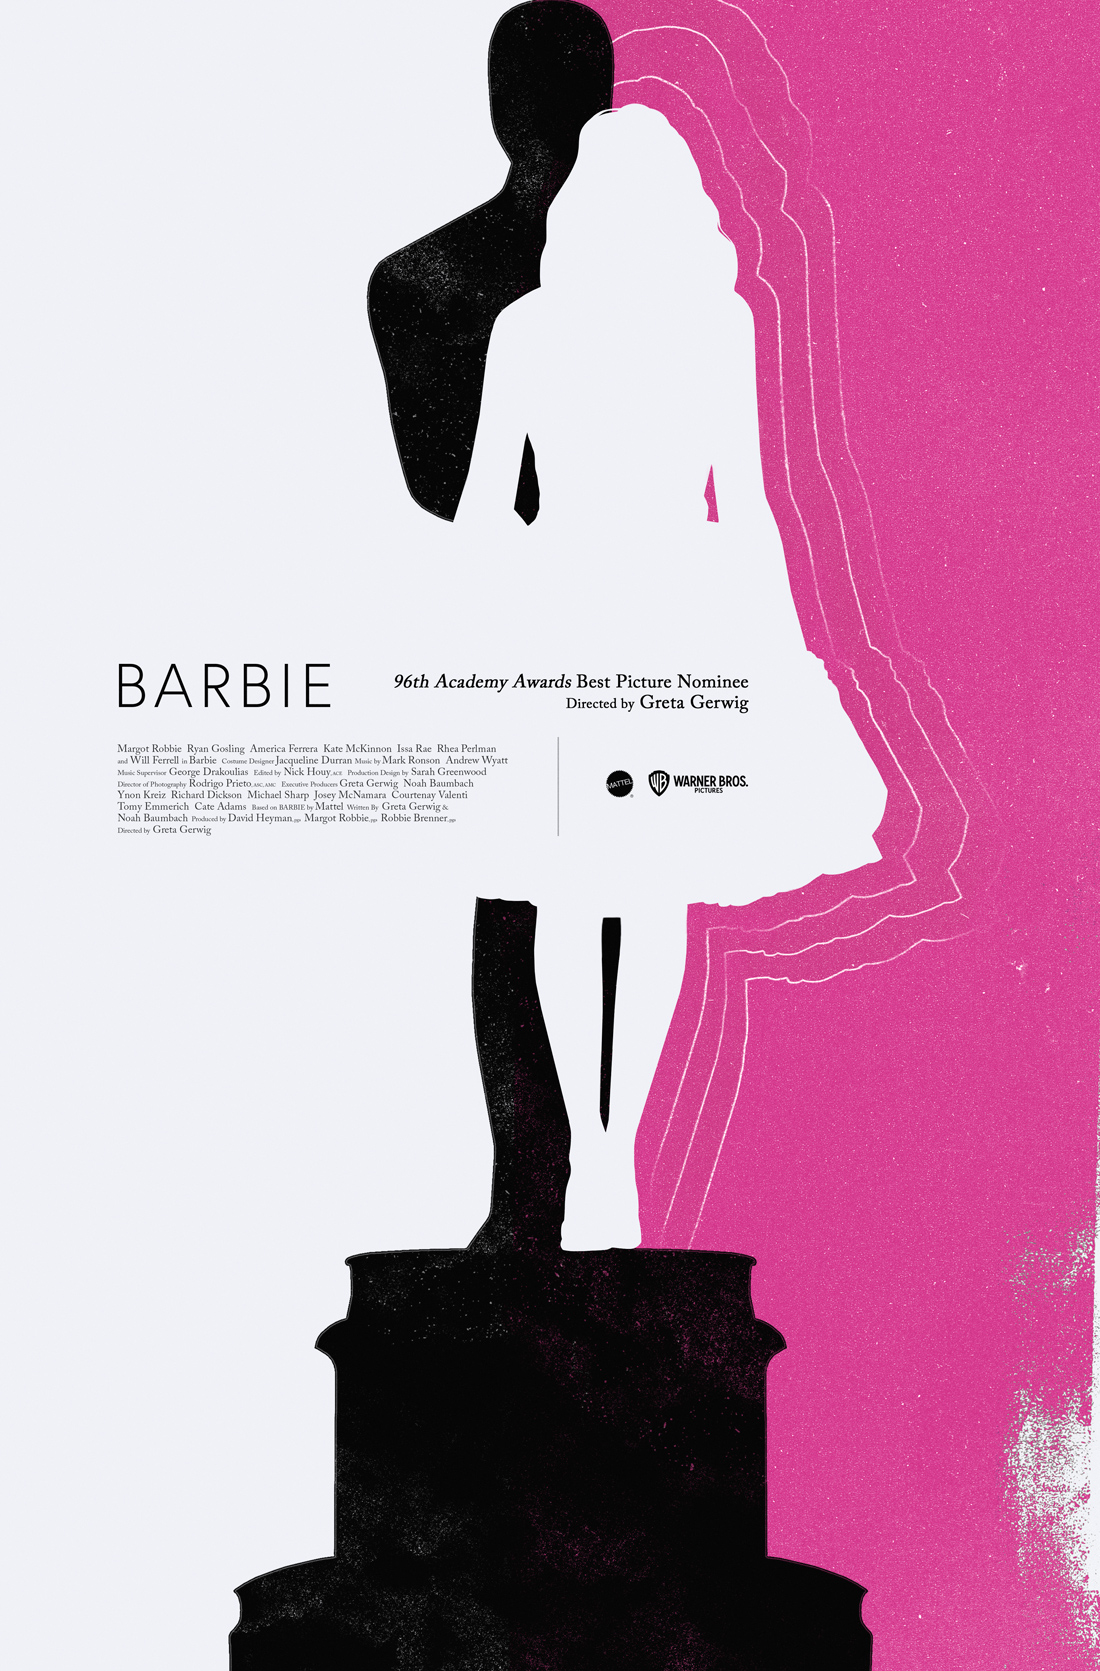 BARBIE
96th Academy Awards Best Picture Nominee
Directed by Greta Gerwig
Margot Robbie Ryan Gosling America Ferrera Kate McKinnon Issa Rae Rhea Perlman
and Will Ferrell in Barbie Costume Designer Jacqueline Durran Music by Mark Ronson Andrew Wyatt
Music Supervisor George Drakoulias Edited by Nick Houy, ACE Production Design by Sarah Greenwood
Director of Photography Rodrigo Prieto, ASC, AMC Executive Producers Greta Gerwig Noah Baumbach
Ynon Kreiz Richard Dickson Michael Sharp Josey McNamara Courtenay Valenti
Tomy Emmerich Cate Adams Based on BARBIE by Mattel Written By Greta Gerwig &
Noah Baumbach Produced by David Heyman, pga Margot Robbie, pga Robbie Brenner, pga
Directed by Greta Gerwig
MATTEL
WB WARNER BROS.
PICTURES